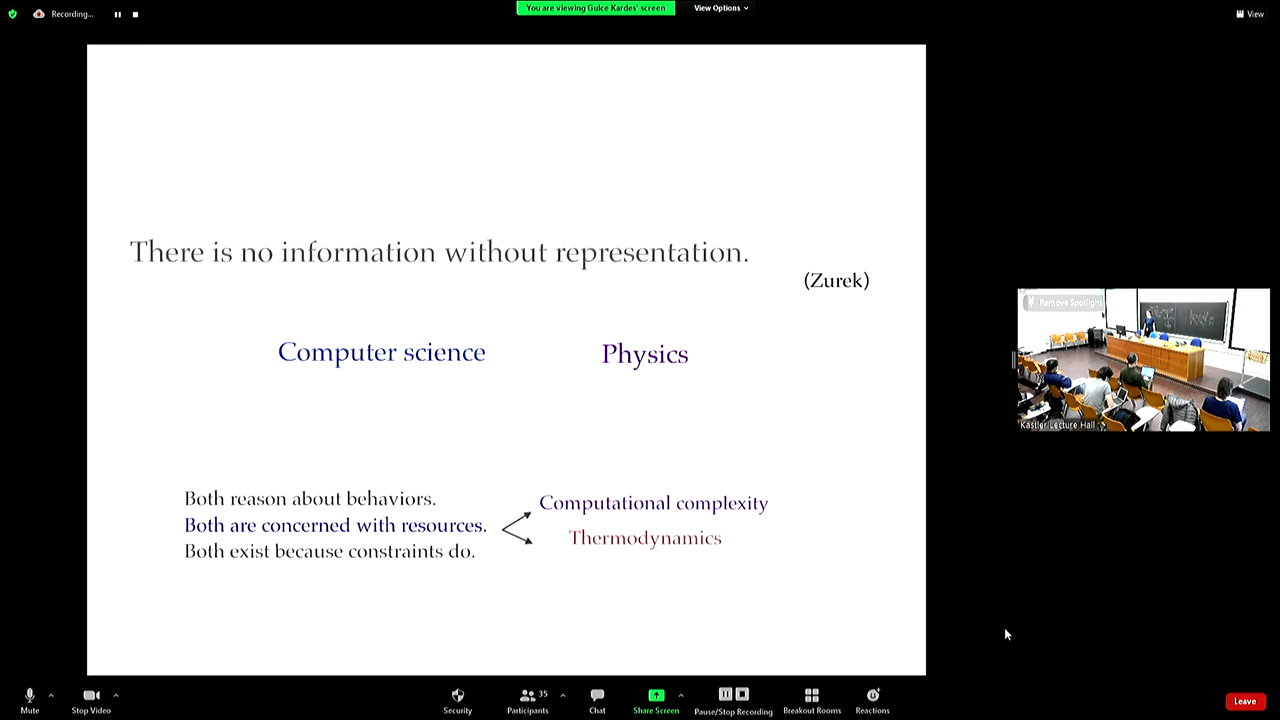 Recording...
You are viewing Gulce Kardes' screen
View Options
View
There is no information without representation.
(Zurek)
Computer science
Physics
Both reason about behaviors.
Both are concerned with resources.
Both exist because constraints do.
Computational complexity
Thermodynamics
Remove Spotlight
Kastler Lecture Hall
Mute
Stop Video
Security
Participants
35
Chat
Share Screen
Pause/Stop Recording
Breakout Rooms
Reactions
Leave